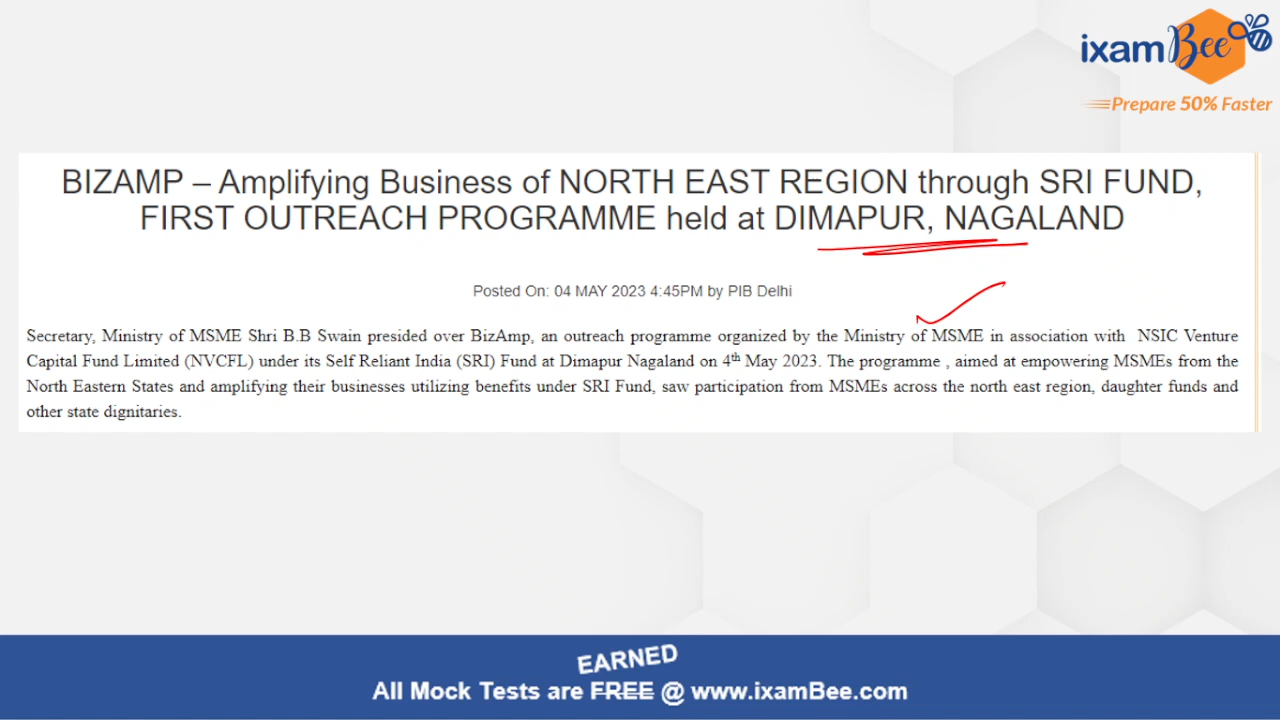 ixamBee
Prepare 50% Faster
BIZAMP – Amplifying Business of NORTH EAST REGION through SRI FUND,
FIRST OUTREACH PROGRAMME held at DIMAPUR, NAGALAND
Posted On: 04 MAY 2023 4:45PM by PIB Delhi
Secretary, Ministry of MSME Shri B.B Swain presided over BizAmp, an outreach programme organized by the Ministry of MSME in association with NSIC Venture
Capital Fund Limited (NVCFL) under its Self Reliant India (SRI) Fund at Dimapur Nagaland on 4th May 2023. The programme , aimed at empowering MSMEs from the
North Eastern States and amplifying their businesses utilizing benefits under SRI Fund, saw participation from MSMEs across the north east region, daughter funds and
other state dignitaries.
EARNED
All Mock Tests are FREE @ www.ixamBee.com